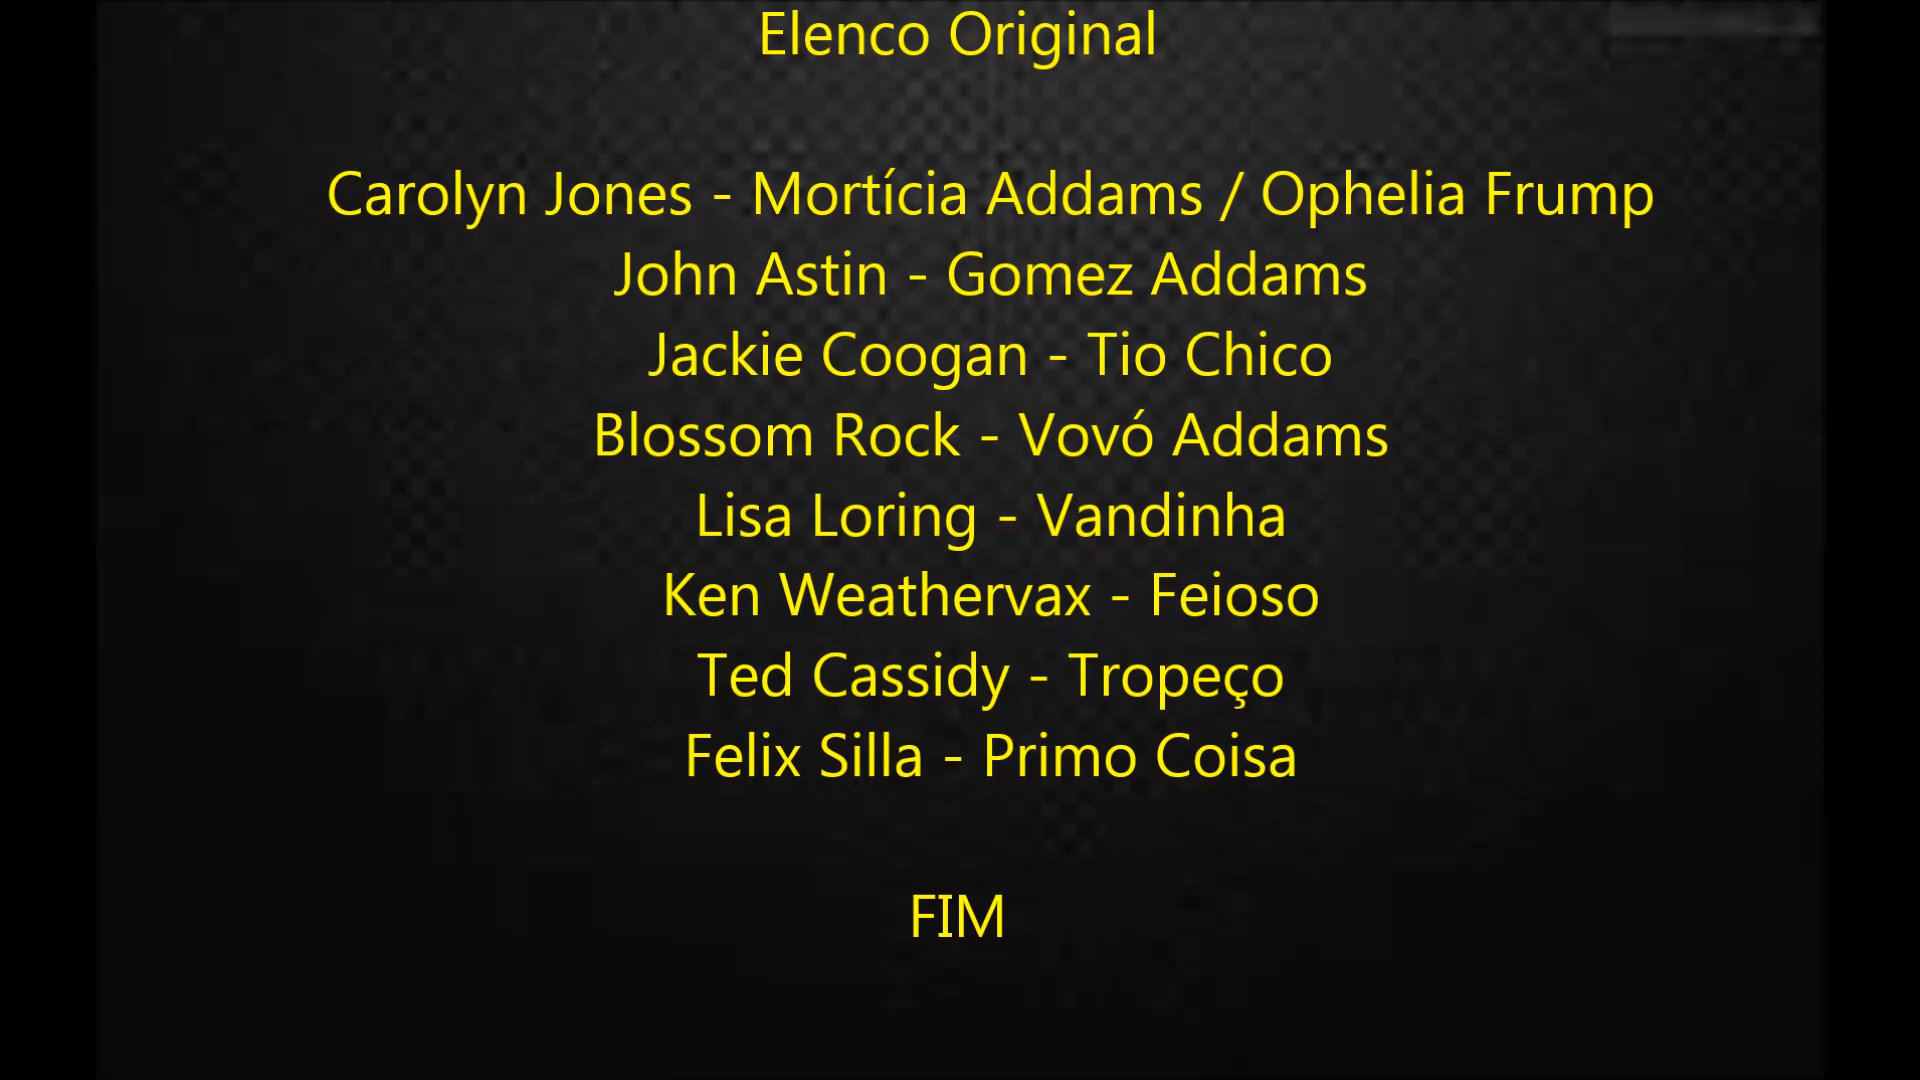 Elenco Original
Carolyn Jones - Mortícia Addams / Ophelia Frump
John Astin - Gomez Addams
Jackie Coogan - Tio Chico
Blossom Rock - Vovó Addams
Lisa Loring - Vandinha
Ken Weathervax - Feioso
Ted Cassidy - Tropeço
Felix Silla - Primo Coisa
FIM